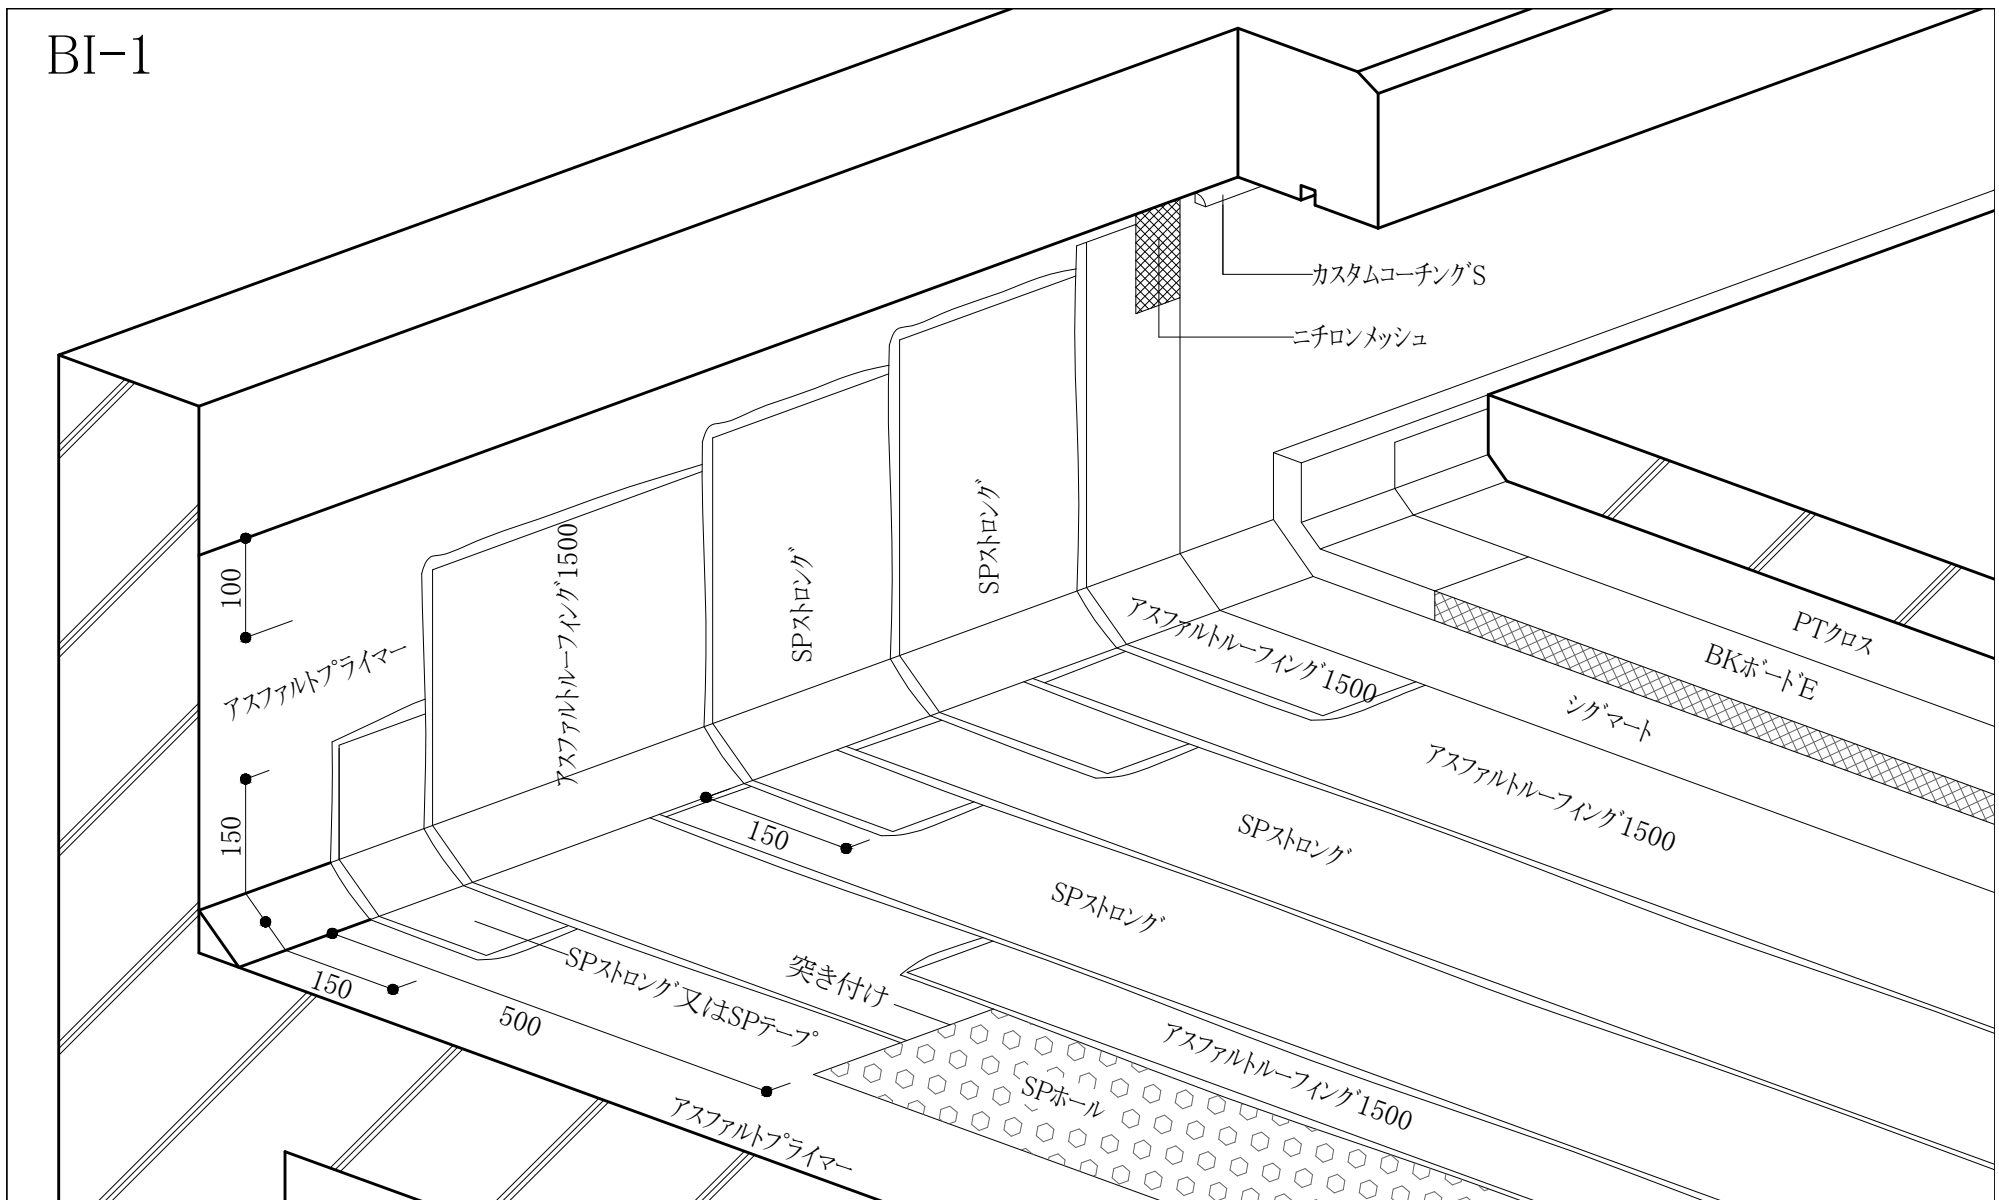 BI-1
カスタムコーチングS
ニチロンメッシュ
アスファルトルーフィング1500
SPストロング
SPストロング
100
アスファルトプライマー
150
アスファルトルーフィング1500
PTクロス
BKボードE
シグマート
アスファルトルーフィング1500
SPストロング
SPストロング
150
150
500
SPストロング又はSPテープ
突き付け
アスファルトルーフィング1500
SPホール
アスファルトプライマー